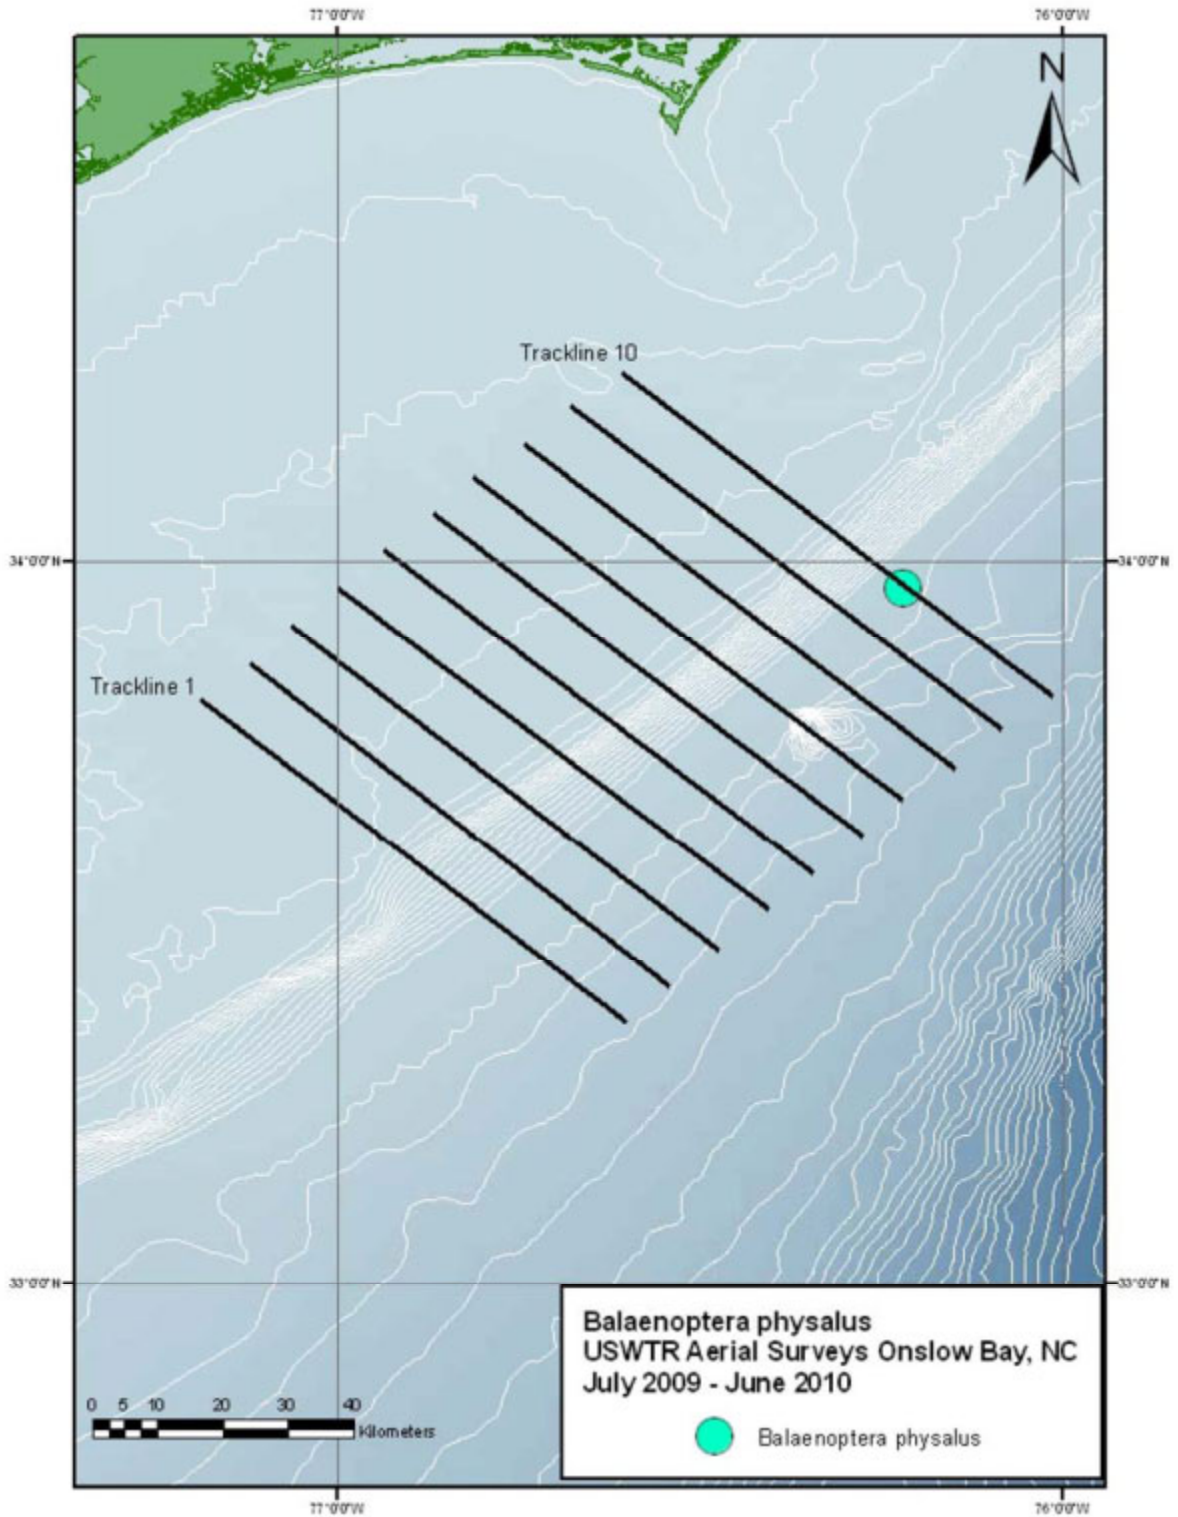 77°0'0"W 76°0'0"W
N
Trackline 10
34°0'0"N 34°0'0"N
Trackline 1
33°0'0"N 33°0'0"N
Balaenoptera physalus
USWTR Aerial Surveys Onslow Bay, NC
July 2009 - June 2010
Balaenoptera physalus
0 5 10 20 30 40
Kilometers
77°0'0"W 76°0'0"W